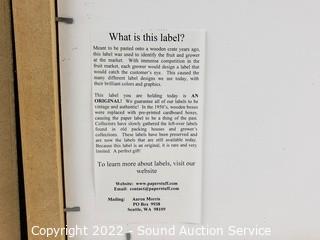 What is this label?
Meant to be pasted onto a wooden crate years ago,
this label was used to identify the fruit and grower
at the market. With immense competition in the
fruit market, each grower would design a label that
would catch the customer's eye. This caused the
many different label designs we see today, with
their brilliant colors and graphics.
This label you are holding today is AN
ORIGINAL! We guarantee all of our labels to be
vintage and authentic! In the 1950's, wooden boxes
were replaced with pre-printed cardboard boxes,
causing the paper label to be a thing of the past.
Collectors have slowly gathered the left-over labels
found in old packing houses and grower's
collections. These labels have been preserved and
are now the labels that are still available today.
Because this label is an original, it is rare and very
limited. A perfect gift!
To learn more about labels, visit our
website
Website: www.paperstuff.com
Email: contact@paperstuff.com
Mailing: Aaron Morris
PO Box 9938
Seattle, WA 98109
Copyright 2022 - Sound Auction Service